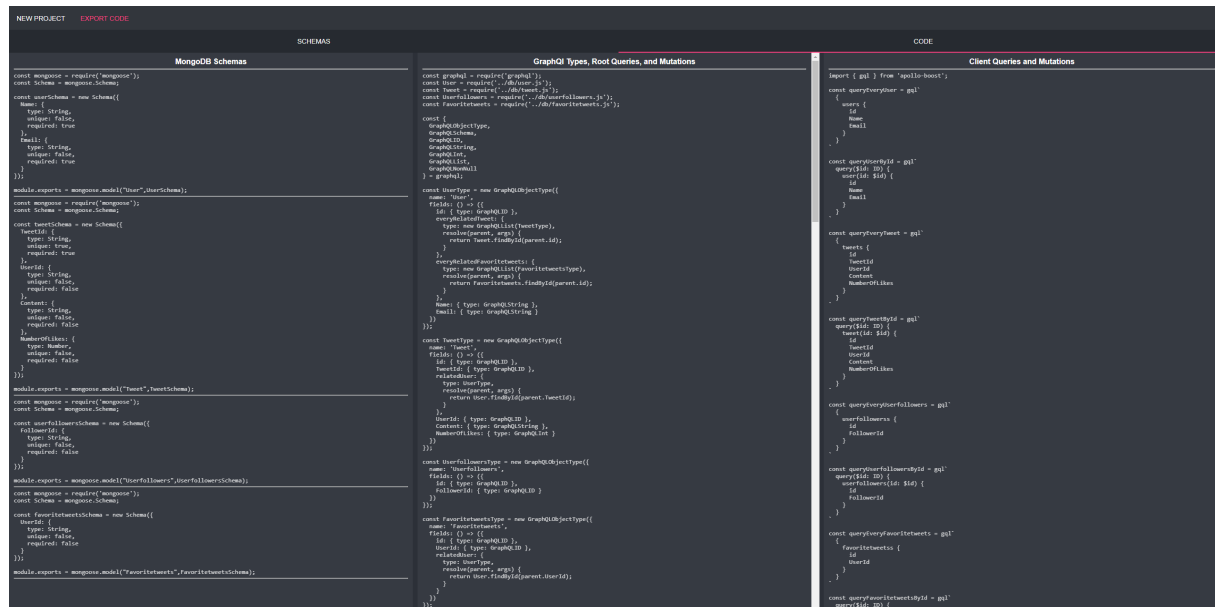 NEW PROJECT EXPORT CODE
SCHEMAS
CODE
MongoDB Schemas
const mongoose = require('mongoose');
const Schema = mongoose.Schema;
const userSchema = new Schema({
Name: {
type: String,
unique: false,
required: true
},
Email: {
type: String,
unique: false,
required: true
}
});
module.exports = mongoose.model("User",UserSchema);
const mongoose = require('mongoose');
const Schema = mongoose.Schema;
const tweetSchema = new Schema({
TweetId: {
type: String,
unique: true,
required: true
},
UserId: {
type: String,
unique: false,
required: false
},
Content: {
type: String,
unique: false,
required: false
},
NumberOfLikes: {
type: Number,
unique: false,
required: false
}
});
module.exports = mongoose.model("Tweet",TweetSchema);
const mongoose = require('mongoose');
const Schema = mongoose.Schema;
const userfollowersSchema = new Schema({
FollowerId: {
type: String,
unique: false,
required: false
}
});
module.exports = mongoose.model("Userfollowers",UserfollowersSchema);
const mongoose = require('mongoose');
const Schema = mongoose.Schema;
const favoritetweetsSchema = new Schema({
UserId: {
type: String,
unique: false,
required: false
}
});
module.exports = mongoose.model("Favoritetweets",FavoritetweetsSchema);
GraphQl Types, Root Queries, and Mutations
const graphql = require('graphql');
const User = require('../db/user.js');
const Tweet = require('../db/tweet.js');
const Userfollowers = require('../db/userfollowers.js');
const Favoritetweets = require('../db/favoritetweets.js');
const {
GraphQLObjectType,
GraphQLSchema,
GraphQLID,
GraphQLString,
GraphQLInt,
GraphQLList,
GraphQLNonNull
} = graphql;
const UserType = new GraphQLObjectType({
name: 'User',
fields: () => ({
id: { type: GraphQLID },
everyRelatedTweet: {
type: new GraphQLList(TweetType),
resolve(parent, args) {
return Tweet.findById(parent.id);
}
},
everyRelatedFavoritetweets: {
type: new GraphQLList(FavoritetweetsType),
resolve(parent, args) {
return Favoritetweets.findById(parent.id);
}
},
Name: { type: GraphQLString },
Email: { type: GraphQLString }
})
});
const TweetType = new GraphQLObjectType({
name: 'Tweet',
fields: () => ({
id: { type: GraphQLID },
TweetId: { type: GraphQLID },
relatedUser: {
type: UserType,
resolve(parent, args) {
return User.findById(parent.TweetId);
}
},
UserId: { type: GraphQLID },
Content: { type: GraphQLString },
NumberOfLikes: { type: GraphQLInt }
})
});
const UserfollowersType = new GraphQLObjectType({
name: 'Userfollowers',
fields: () => ({
id: { type: GraphQLID },
FollowerId: { type: GraphQLID }
})
});
const FavoritetweetsType = new GraphQLObjectType({
name: 'Favoritetweets',
fields: () => ({
id: { type: GraphQLID },
UserId: { type: GraphQLID },
relatedUser: {
type: UserType,
resolve(parent, args) {
return User.findById(parent.UserId);
}
}
})
});
Client Queries and Mutations
import { gql } from 'apollo-boost';
const queryEveryUser = gql`
{
users {
id
Name
Email
}
}
`
const queryUserById = gql`
query($id: ID) {
user(id: $id) {
id
Name
Email
}
}
`
const queryEveryTweet = gql`
{
tweets {
id
TweetId
UserId
Content
NumberOfLikes
}
}
`
const queryTweetById = gql`
query($id: ID) {
tweet(id: $id) {
id
TweetId
UserId
Content
NumberOfLikes
}
}
`
const queryEveryUserfollowers = gql`
{
userfollowerss {
id
FollowerId
}
}
`
const queryUserfollowersById = gql`
query($id: ID) {
userfollowers(id: $id) {
id
FollowerId
}
}
`
const queryEveryFavoritetweets = gql`
{
favoritetweetss {
id
UserId
}
}
`
const queryFavoritetweetsById = gql`
query($id: ID) {